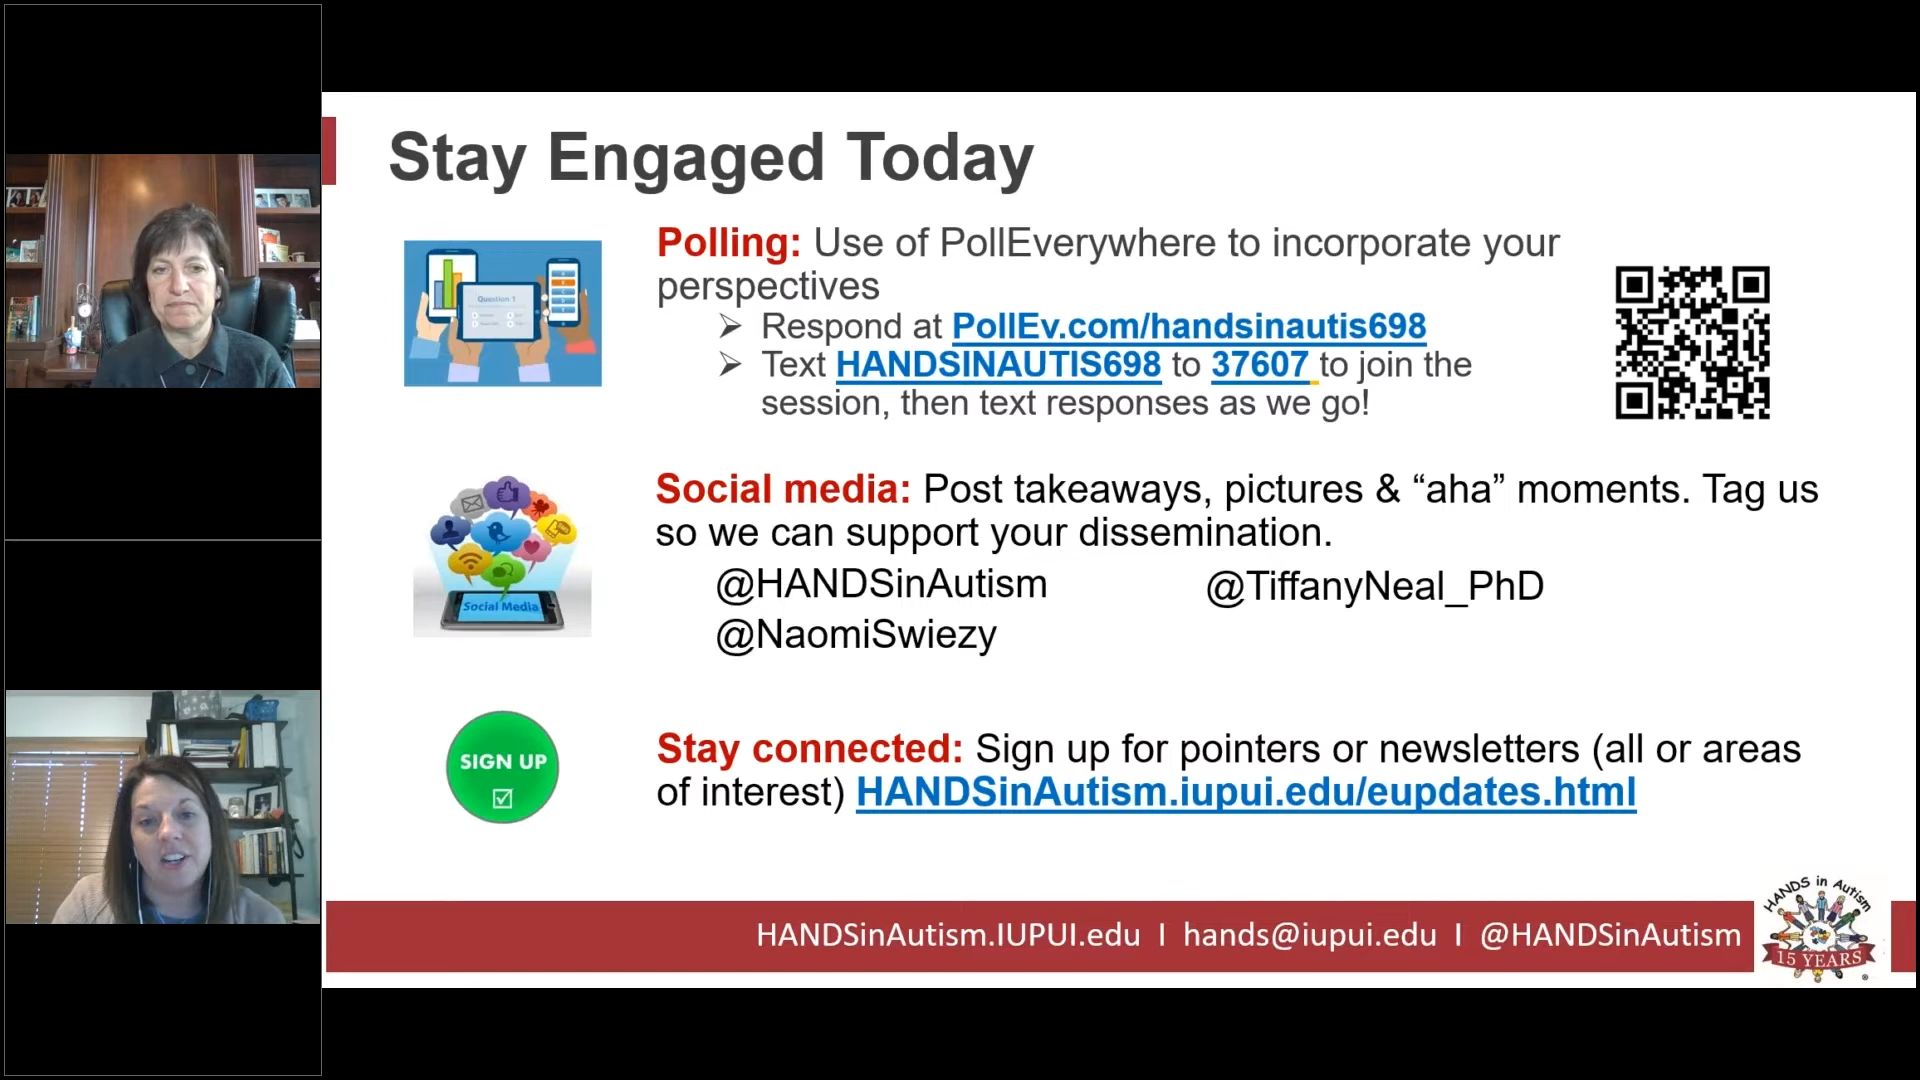 Stay Engaged Today
Polling: Use of PollEverywhere to incorporate your
perspectives
Respond at PollEv.com/handsinautis698
Text HANDSINAUTIS698 to 37607 to join the
session, then text responses as we go!
Question 1
Social media: Post takeaways, pictures & “aha” moments. Tag us
so we can support your dissemination.
@HANDSinAutism
@TiffanyNeal_PhD
@NaomiSwiezy
Social Media
SIGN UP
Stay connected: Sign up for pointers or newsletters (all or areas
of interest) HANDSinAutism.iupui.edu/eupdates.html
HANDSinAutism.IUPUI.edu I hands@iupui.edu I @HANDSinAutism
HANDS in Autism
15 YEARS
®